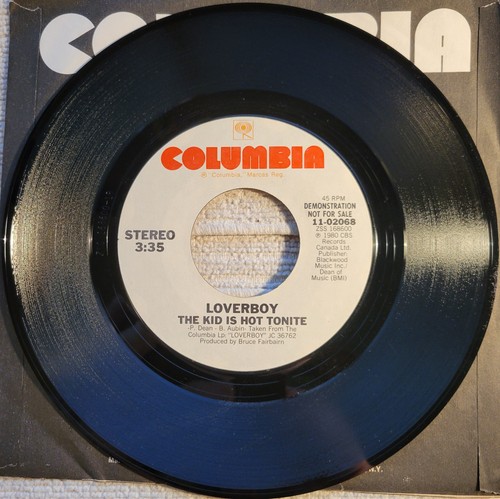 COLUMBIA
COLUMBIA
® "Columbia," Marcas Reg.
45 RPM
DEMONSTRATION
NOT FOR SALE
11-02068
ZSS 168600
℗ 1980 CBS
Records
Canada Ltd.
Publisher:
Blackwood
Music Inc./
Dean of
Music (BMI)
STEREO
3:35
LOVERBOY
THE KID IS HOT TONITE
-P. Dean - B. Aubin- Taken From The
Columbia Lp "LOVERBOY" JC 36762
Produced by Bruce Fairbairn